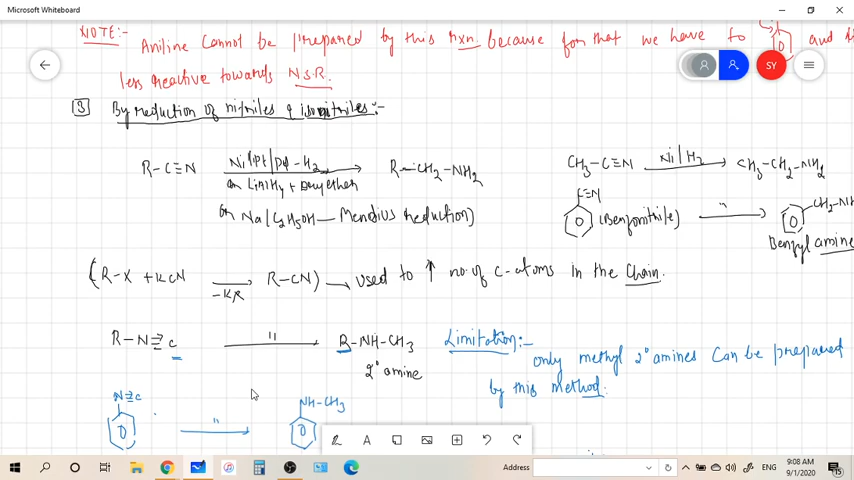 Microsoft Whiteboard
NOTE:- Aniline Cannot be prepared by this rxn. because for that we have to
less reactive towards N.S.R.
SY
3 By reduction of nitriles & isonitriles:-
R-C≡N Ni/Pt/Pd-H2 R-CH2-NH2
or LiAlH4 + Dry ether
or Na/C2H5OH - Mendius reduction)
CH3-C≡N Ni/H2 CH3-CH2-NH2
C≡N (Benzonitrile) " CH2-NH
Benzyl amine
(R-X + KCN -KX R-CN) → used to ↑ no. of C-atoms in the Chain.
R-N≡C " R-NH-CH3
2° amine
Limitation:- only methyl 2° amines Can be prepared
by this method.
N≡C " NH-CH3
Address
ENG
9:08 AM
9/1/2020
15